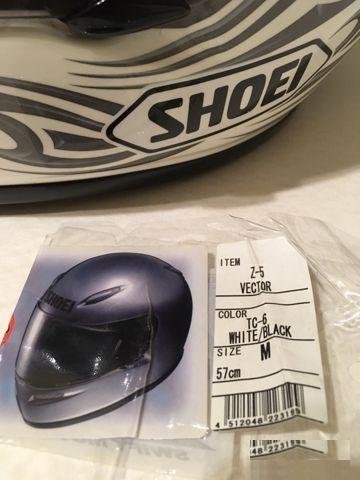 SHOEI
SHOEI
ITEM
Z-5
VECTOR
COLOR
TC-6
WHITE/BLACK
SIZE M
57cm